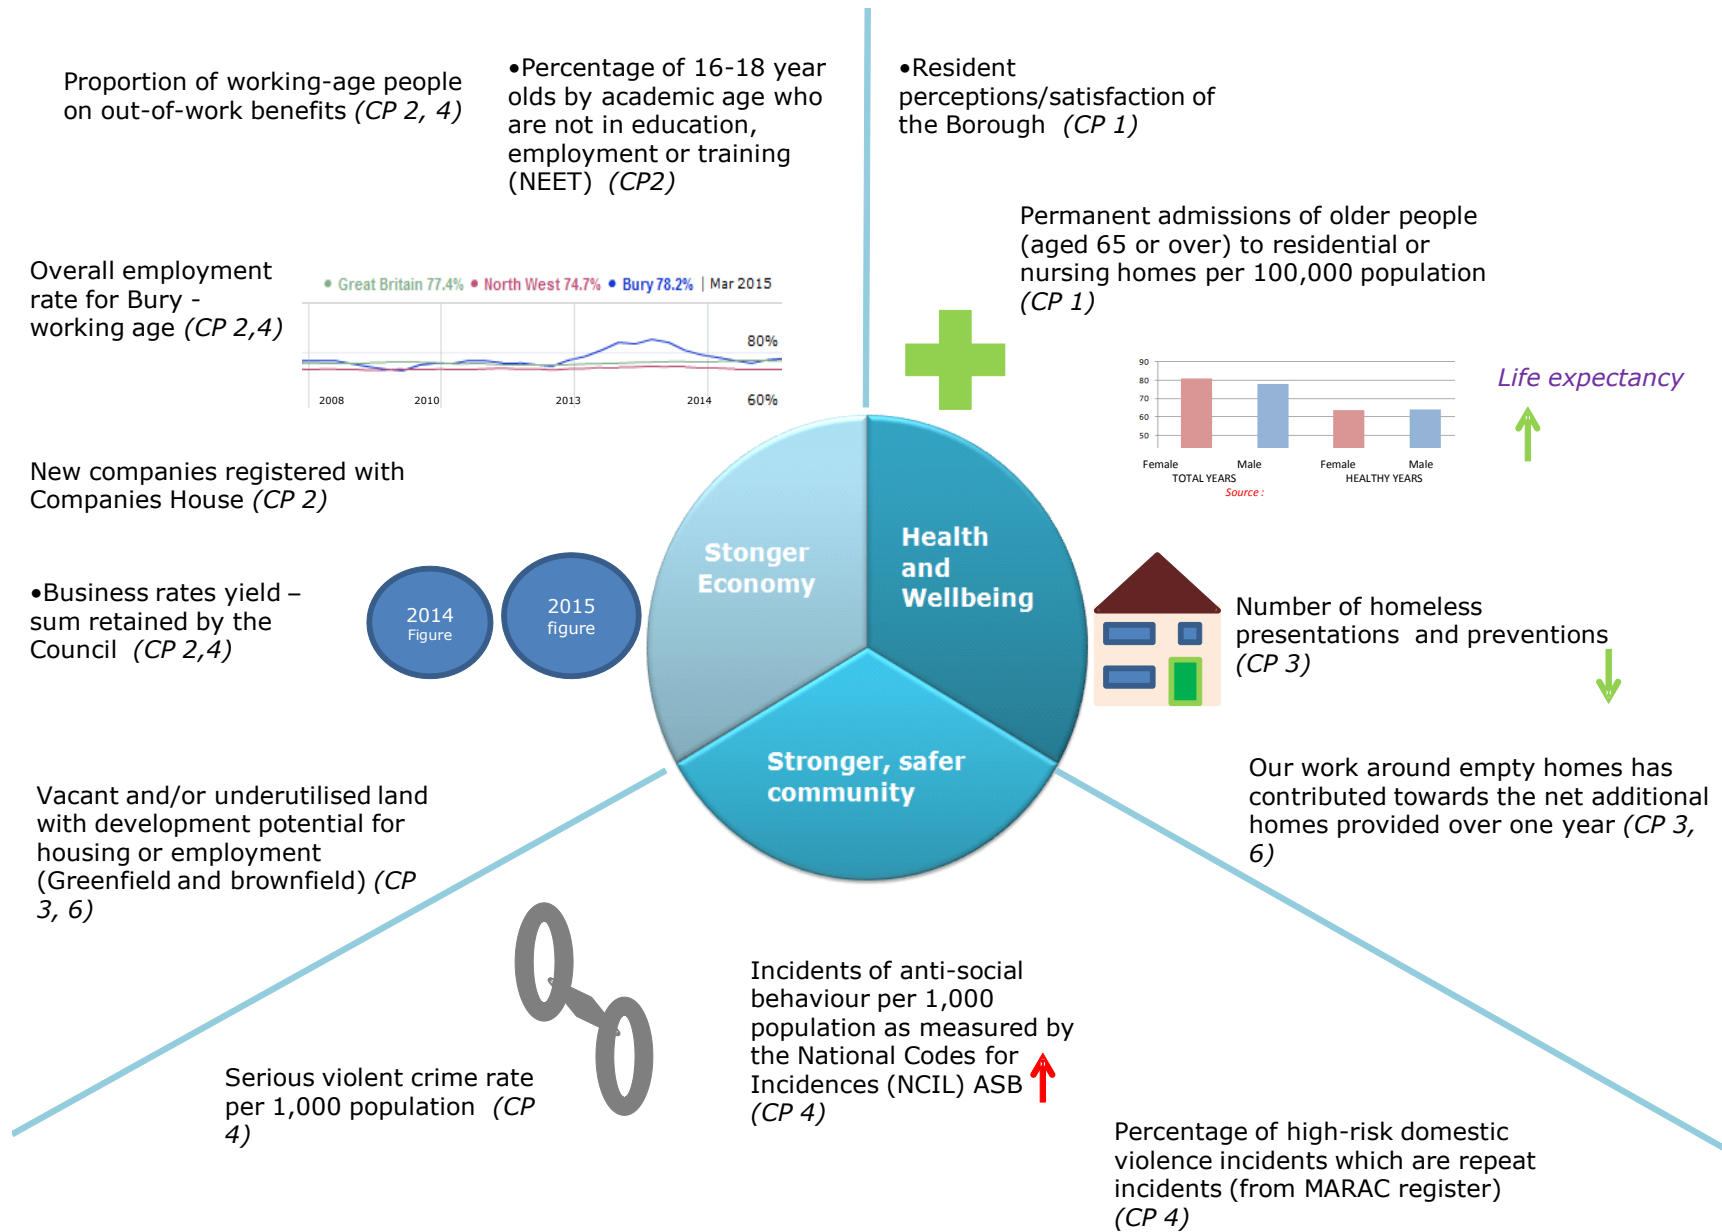 Proportion of working-age people
on out-of-work benefits (CP 2, 4)
•Percentage of 16-18 year
olds by academic age who
are not in education,
employment or training
(NEET)  (CP2)
•Resident
perceptions/satisfaction of
the Borough  (CP 1)
Permanent admissions of older people
(aged 65 or over) to residential or
nursing homes per 100,000 population
(CP 1)
Overall employment
rate for Bury -
working age (CP 2,4)
• Great Britain 77.4% • North West 74.7% • Bury 78.2% | Mar 2015
80%
60%
2008 2010 2013 2014
90
80
70
60
50
Female Male Female Male
TOTAL YEARS HEALTHY YEARS
Source :
Life expectancy
New companies registered with
Companies House (CP 2)
•Business rates yield –
sum retained by the
Council  (CP 2,4)
2014
Figure
2015
figure
Stonger
Economy
Health
and
Wellbeing
Stronger, safer
community
Number of homeless
presentations  and preventions
(CP 3)
Our work around empty homes has
contributed towards the net additional
homes provided over one year (CP 3,
6)
Vacant and/or underutilised land
with development potential for
housing or employment
(Greenfield and brownfield) (CP
3, 6)
Serious violent crime rate
per 1,000 population  (CP
4)
Incidents of anti-social
behaviour per 1,000
population as measured by
the National Codes for
Incidences (NCIL) ASB
(CP 4)
Percentage of high-risk domestic
violence incidents which are repeat
incidents (from MARAC register)
(CP 4)